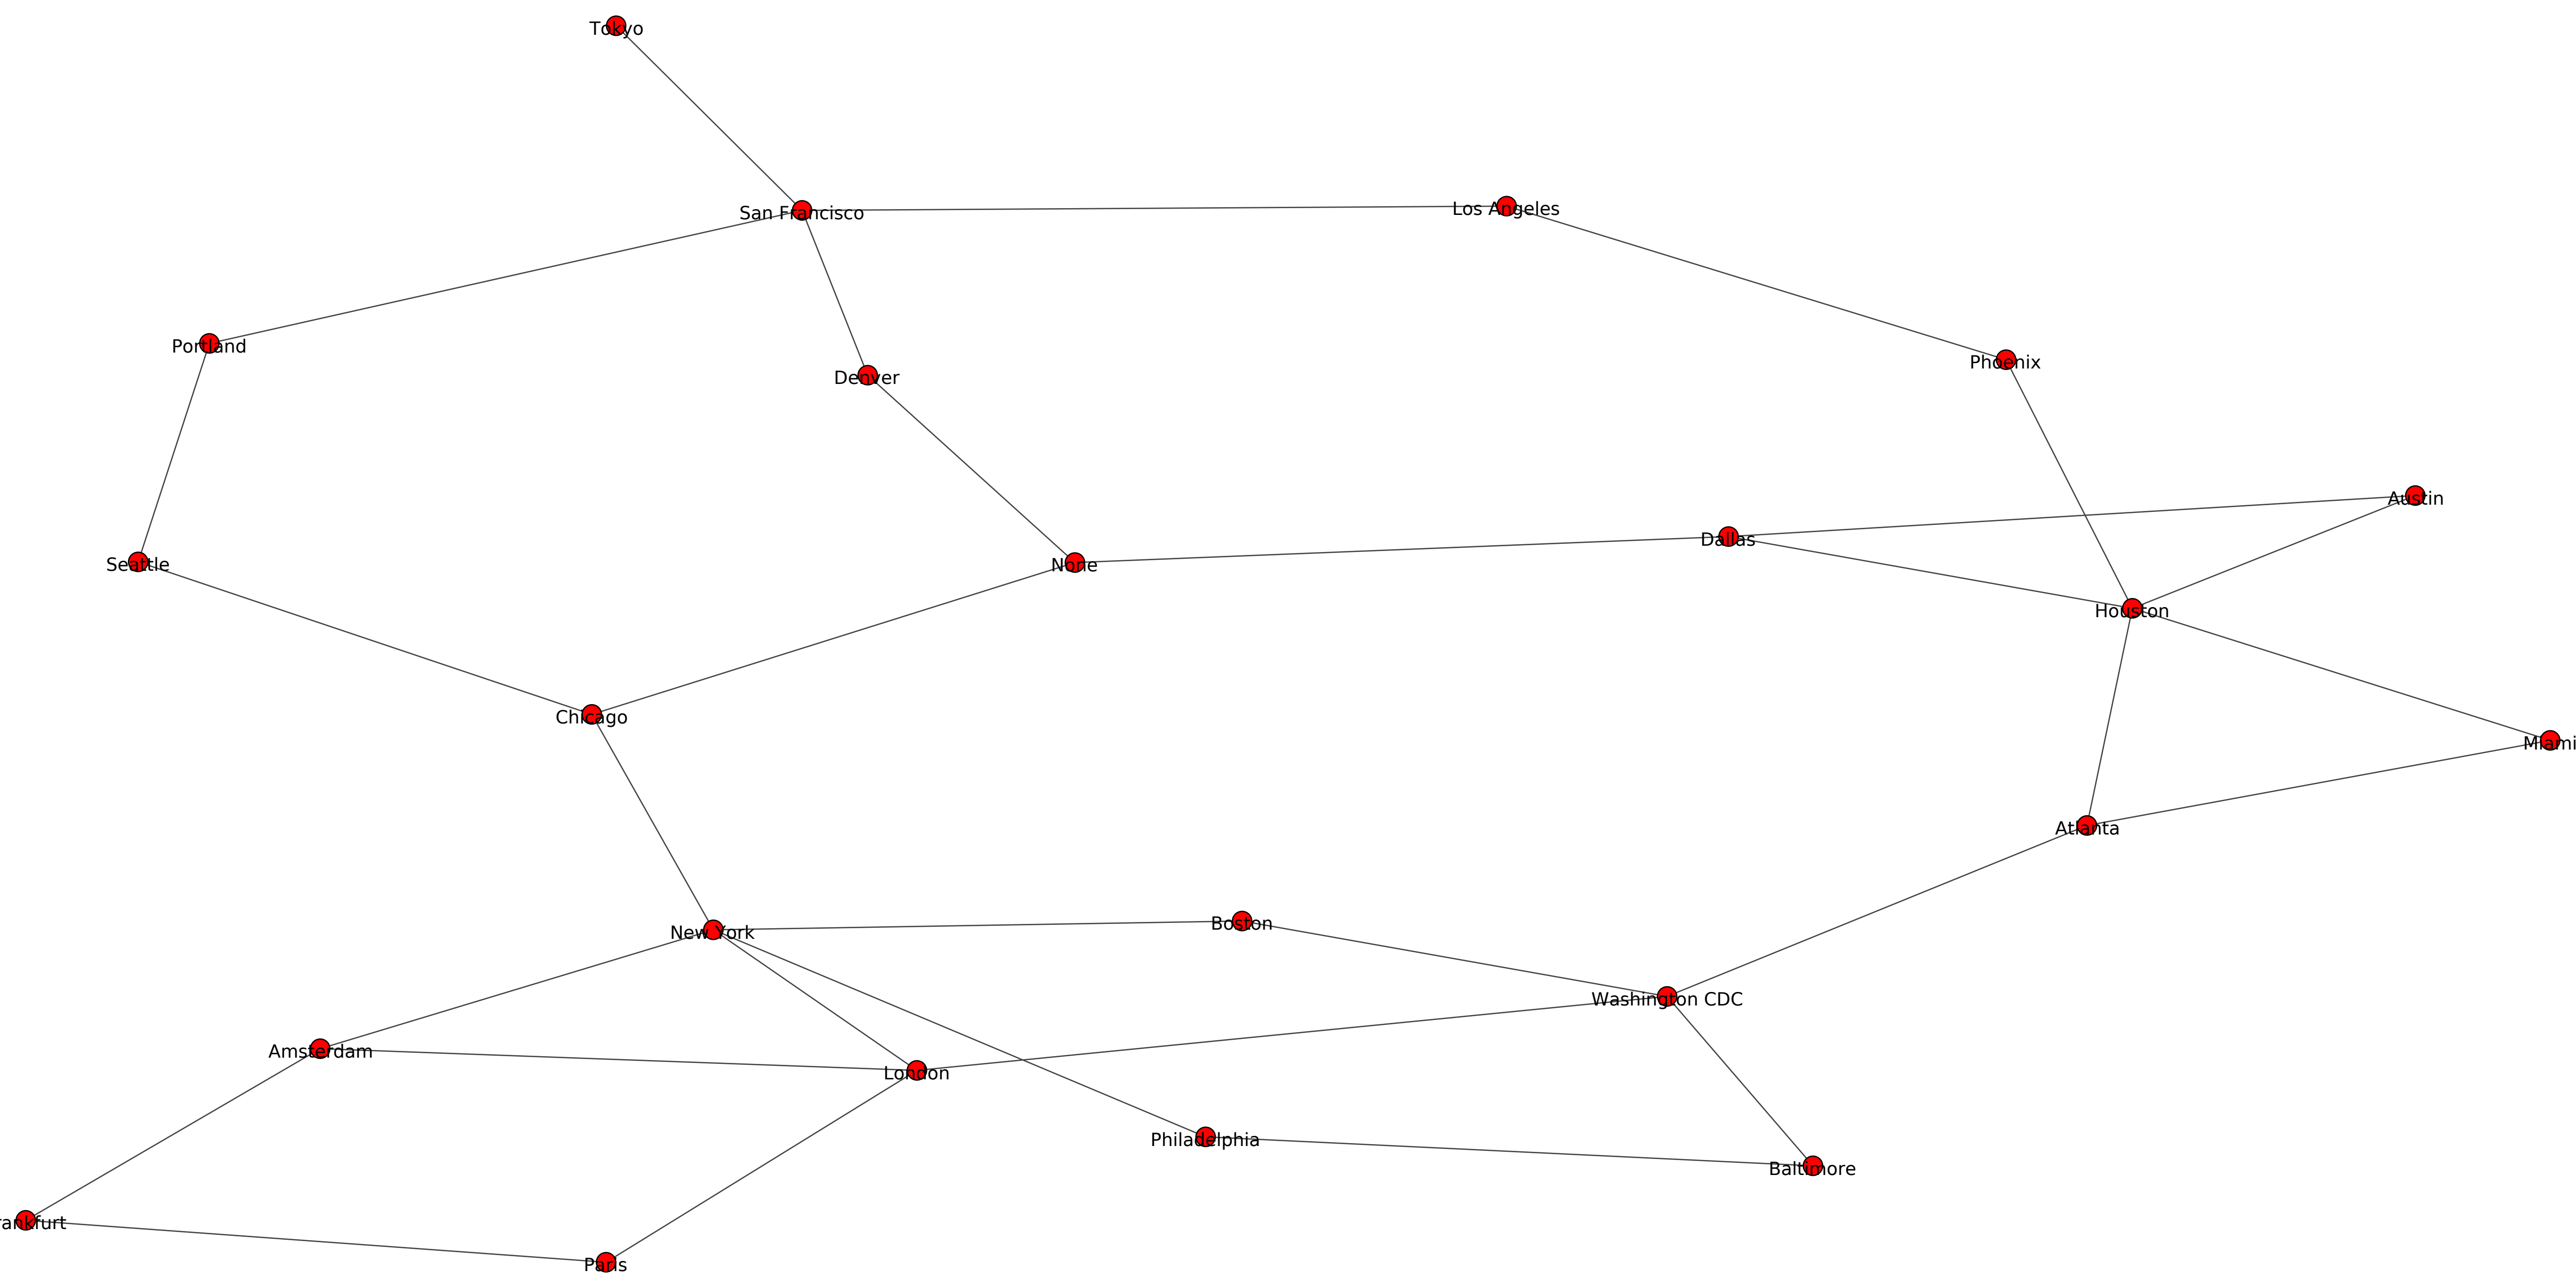 Tokyo
San Francisco
Los Angeles
Portland
Phoenix
Denver
Austin
Dallas
Seattle
None
Houston
Chicago
Miami
Atlanta
Boston
New York
Washington CDC
Amsterdam
London
Philadelphia
Baltimore
rankfurt
Paris